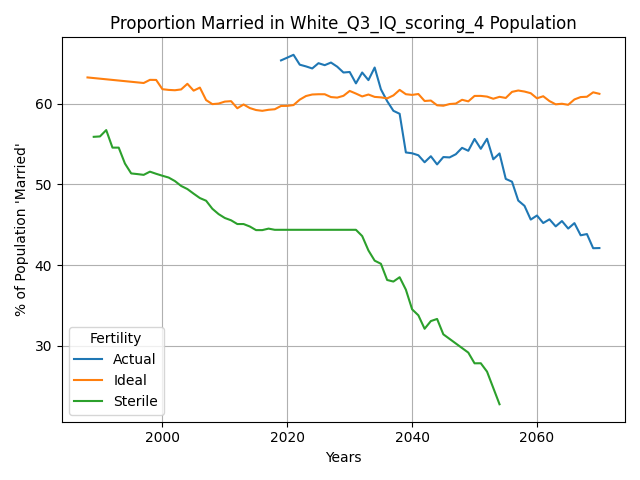 Proportion Married in White_Q3_IQ_scoring_4 Population
% of Population 'Married'
60
50
40
30
Fertility
Actual
Ideal
Sterile
2000
2020
2040
2060
Years